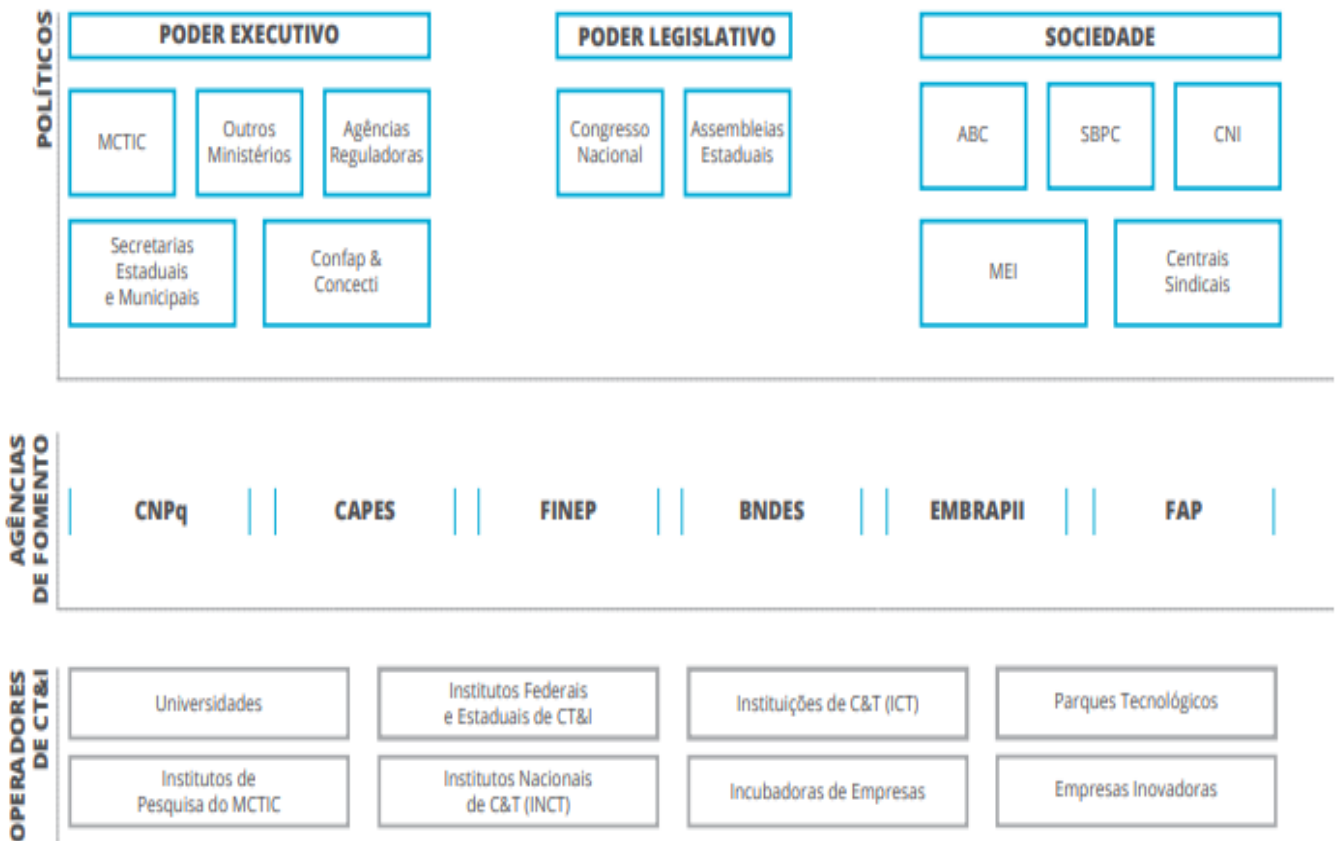 POLÍTICOS
PODER EXECUTIVO
PODER LEGISLATIVO
SOCIEDADE
MCTIC
Outros
Ministérios
Agências
Reguladoras
Congresso
Nacional
Assembleias
Estaduais
ABC
SBPC
CNI
Secretarias
Estaduais
e Municipais
Confap &
Concecti
MEI
Centrais
Sindicais
AGÊNCIAS
DE FOMENTO
CNPq
CAPES
FINEP
BNDES
EMBRAPII
FAP
OPERADORES
DE CT&I
Universidades
Institutos Federais
e Estaduais de CT&I
Instituições de C&T (ICT)
Parques Tecnológicos
Institutos de
Pesquisa do MCTIC
Institutos Nacionais
de C&T (INCT)
Incubadoras de Empresas
Empresas Inovadoras